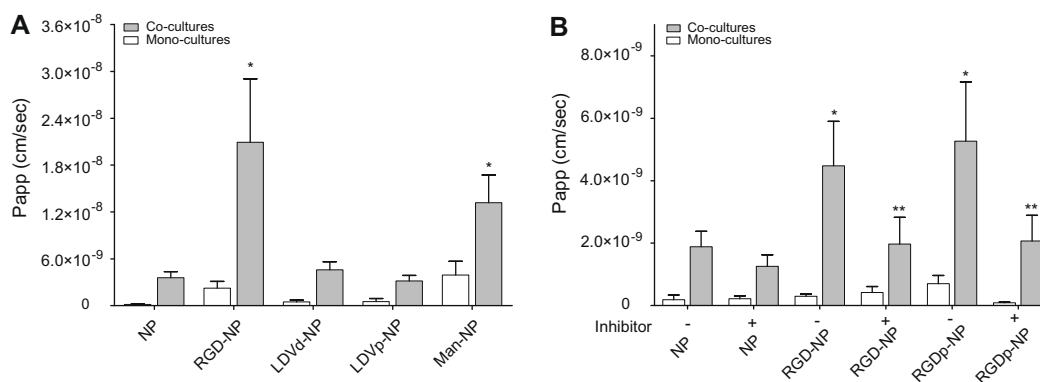 A
Co-cultures
Mono-cultures
Papp (cm/sec)
3.6×10⁻⁸
3.0×10⁻⁸
2.4×10⁻⁸
1.8×10⁻⁸
1.2×10⁻⁸
6.0×10⁻⁹
0
*
*
NP
RGD-NP
LDVd-NP
LDVp-NP
Man-NP
B
Co-cultures
Mono-cultures
Papp (cm/sec)
8.0×10⁻⁹
6.0×10⁻⁹
4.0×10⁻⁹
2.0×10⁻⁹
0
*
**
*
**
Inhibitor - + - + - +
NP
NP
RGD-NP
RGD-NP
RGDp-NP
RGDp-NP